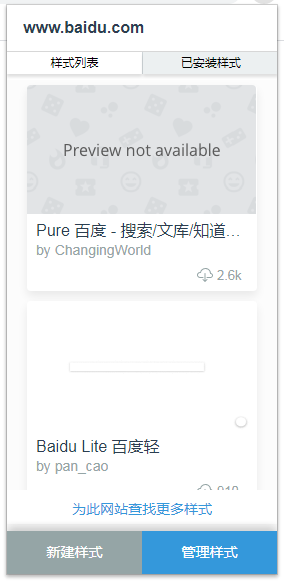 www.baidu.com
样式列表
已安装样式
Preview not available
Pure 百度 - 搜索/文库/知道…
by ChangingWorld
2.6k
Baidu Lite 百度轻
by pan_cao
为此网站查找更多样式
新建样式
管理样式